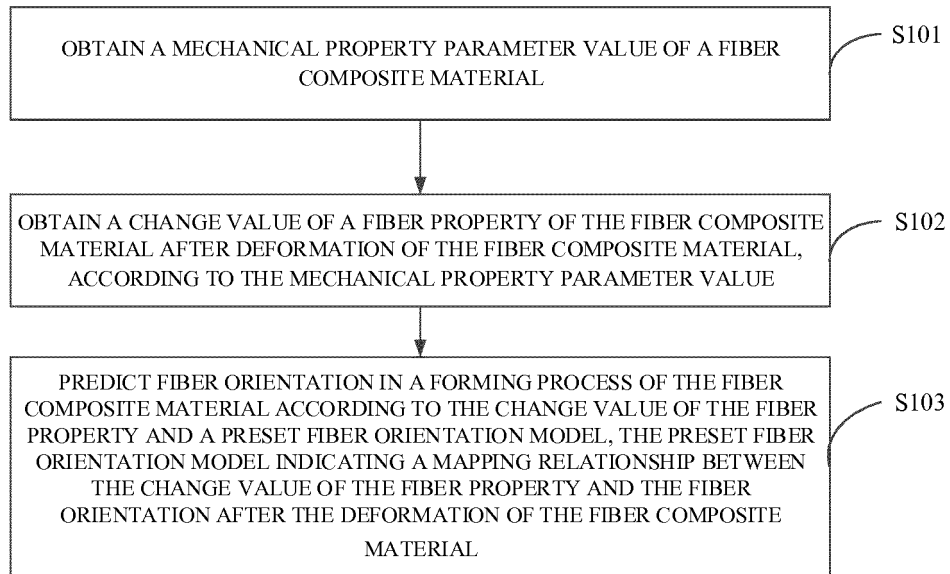 OBTAIN A MECHANICAL PROPERTY PARAMETER VALUE OF A FIBER
COMPOSITE MATERIAL
S101
OBTAIN A CHANGE VALUE OF A FIBER PROPERTY OF THE FIBER COMPOSITE
MATERIAL AFTER DEFORMATION OF THE FIBER COMPOSITE MATERIAL,
ACCORDING TO THE MECHANICAL PROPERTY PARAMETER VALUE
S102
PREDICT FIBER ORIENTATION IN A FORMING PROCESS OF THE FIBER
COMPOSITE MATERIAL ACCORDING TO THE CHANGE VALUE OF THE FIBER
PROPERTY AND A PRESET FIBER ORIENTATION MODEL, THE PRESET FIBER
ORIENTATION MODEL INDICATING A MAPPING RELATIONSHIP BETWEEN
THE CHANGE VALUE OF THE FIBER PROPERTY AND THE FIBER
ORIENTATION AFTER THE DEFORMATION OF THE FIBER COMPOSITE
MATERIAL
S103